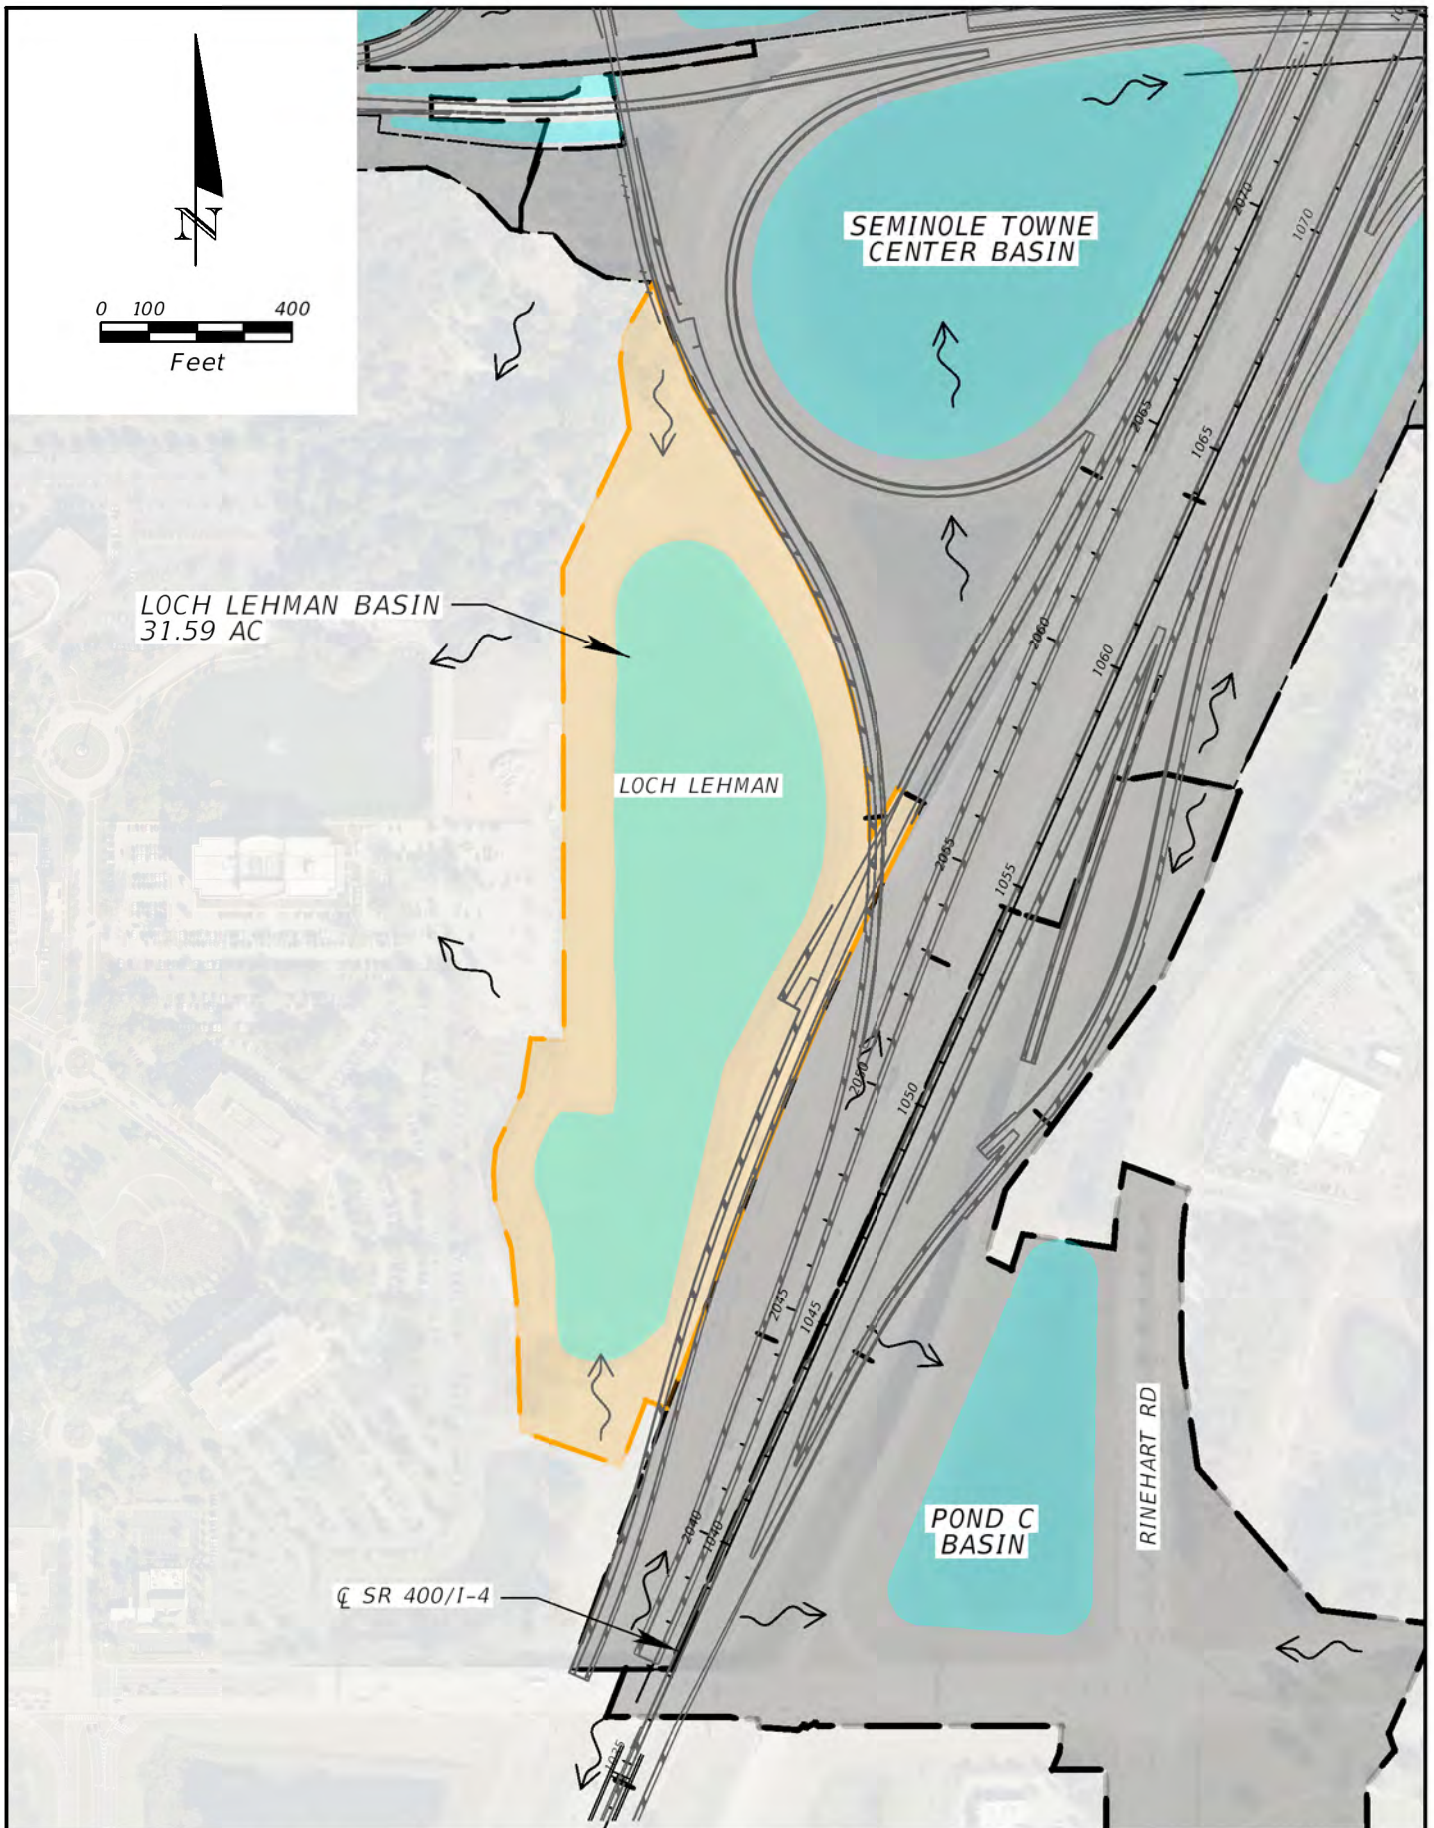 N
0 100 400
Feet
SEMINOLE TOWNE
CENTER BASIN
2070
1070
2065
1065
LOCH LEHMAN BASIN
31.59 AC
2060
1060
LOCH LEHMAN
2055
1055
2050
1050
2045
1045
RINEHART RD
POND C
BASIN
2040
1040
℄ SR 400/I-4
1035